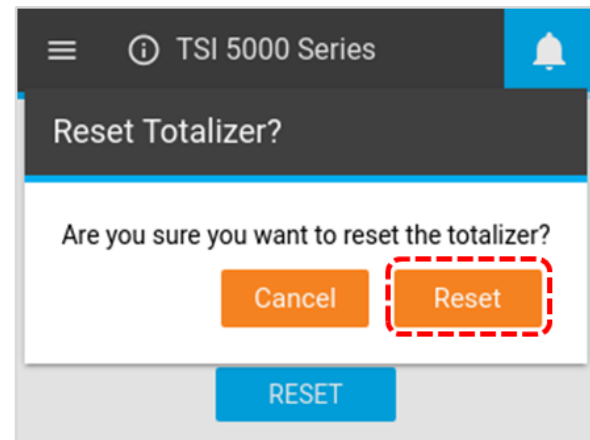 TSI 5000 Series
Reset Totalizer?
Are you sure you want to reset the totalizer?
Cancel Reset
RESET